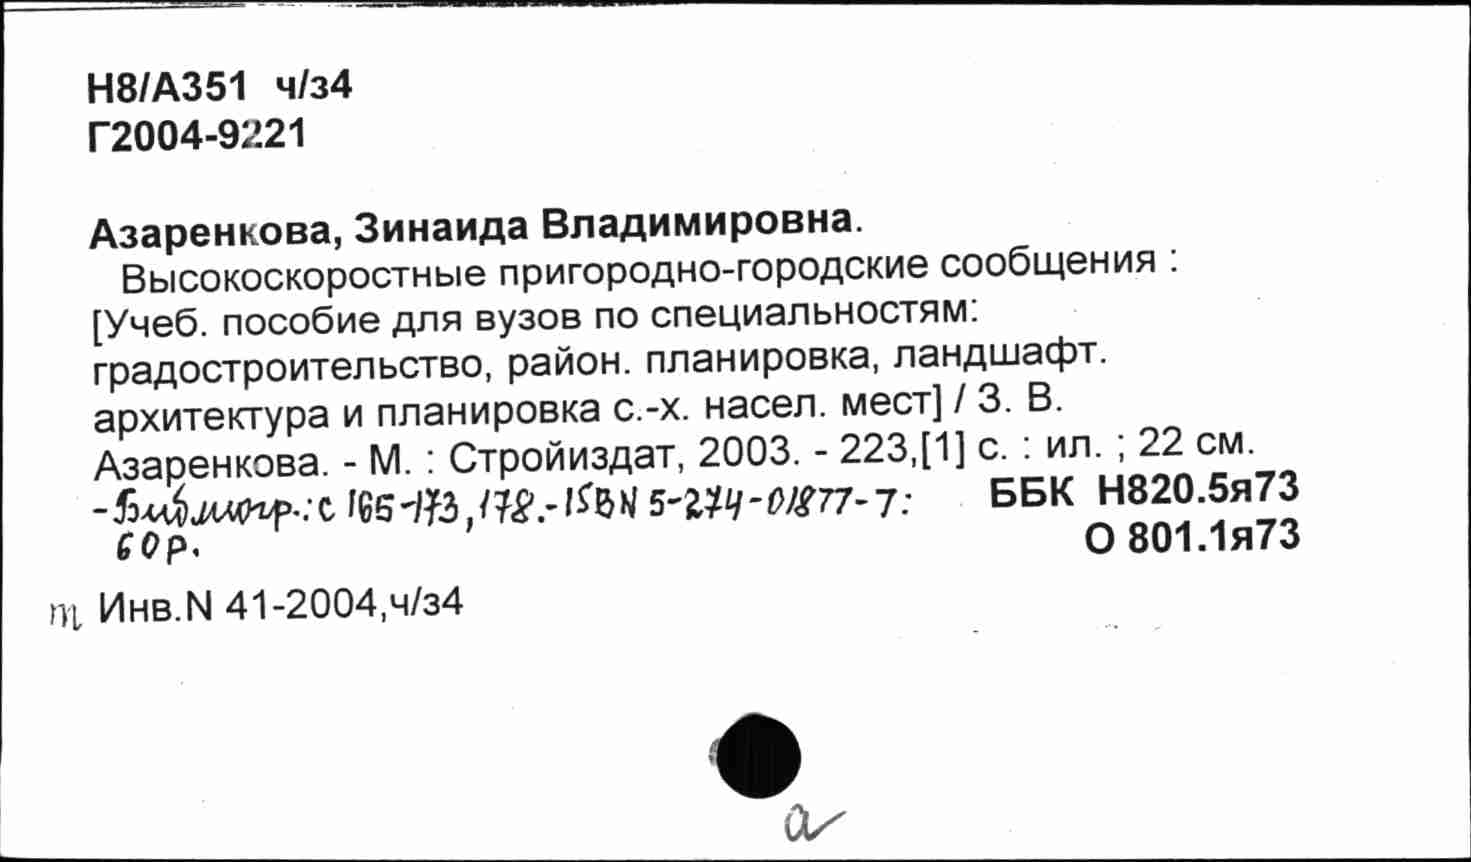 Н8/А351 ч/з4
Г2004-9221
Азаренкова, Зинаида Владимировна.
Высокоскоростные пригородно-городские сообщения :
[Учеб. пособие для вузов по специальностям:
градостроительство, район. планировка, ландшафт.
архитектура и планировка с.-х. насел. мест] / З. В.
Азаренкова. - М. : Стройиздат, 2003. - 223,[1] с. : ил. ; 22 см.
-Библиогр.: с 165-173, 178.- ISBN 5-274-01877-7:
60р.
ББК Н820.5я73
О 801.1я73
т Инв.N 41-2004,ч/з4
а